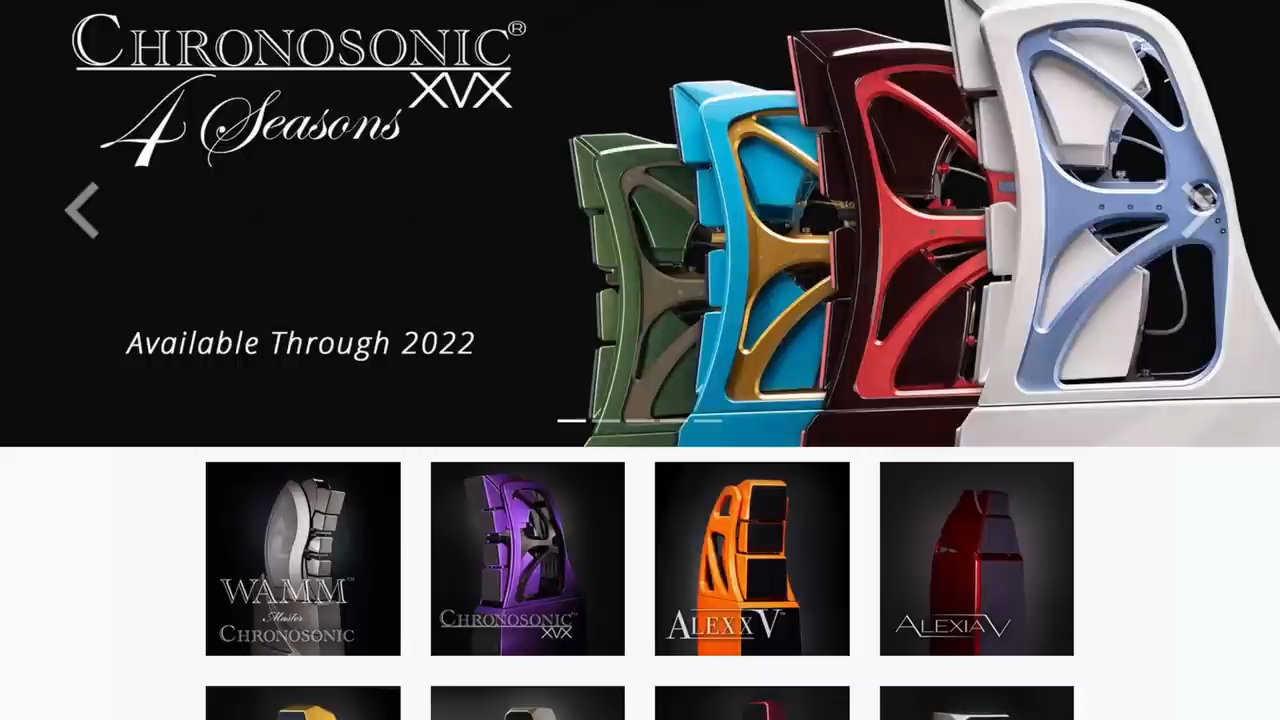 CHRONOSONIC®
XVX
4 Seasons
Available Through 2022
WAMM™
Master
CHRONOSONIC
CHRONOSONIC™
XVX
ALEXX V™
ALEXIA V